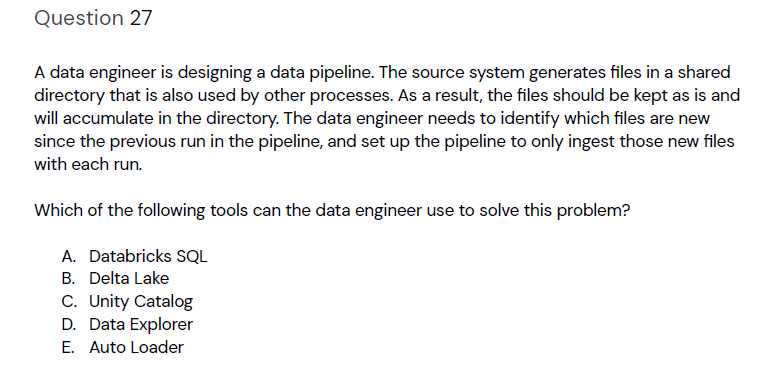 Question 27
A data engineer is designing a data pipeline. The source system generates files in a shared
directory that is also used by other processes. As a result, the files should be kept as is and
will accumulate in the directory. The data engineer needs to identify which files are new
since the previous run in the pipeline, and set up the pipeline to only ingest those new files
with each run.
Which of the following tools can the data engineer use to solve this problem?
A. Databricks SQL
B. Delta Lake
C. Unity Catalog
D. Data Explorer
E. Auto Loader